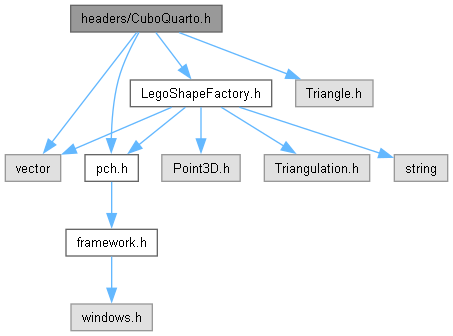 headers/CuboQuarto.h
LegoShapeFactory.h
Triangle.h
vector
pch.h
Point3D.h
Triangulation.h
string
framework.h
windows.h